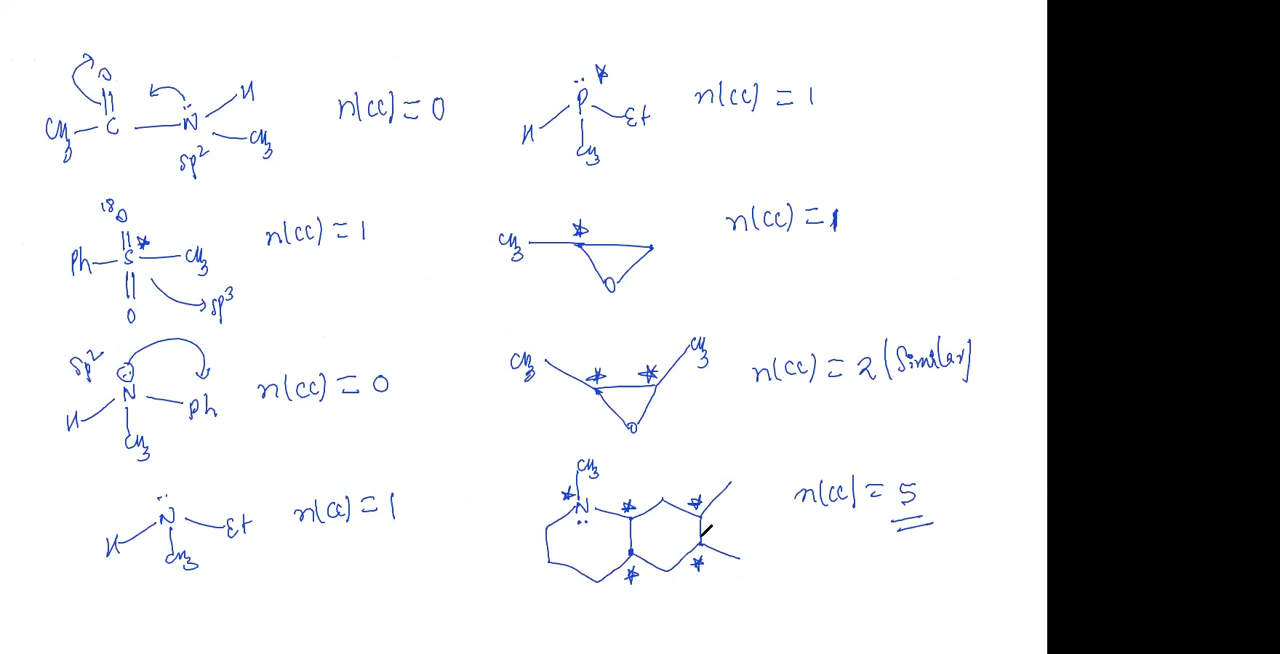 O
CH3 – C – N̈ H
CH3
sp²
n(cc) = 0
P̈ *
H
Et
CH3
n(cc) = 1
¹⁸O
Ph – S * – CH3
O
sp³
n(cc) = 1
CH3 *
O
n(cc) = 1
sp²
N
H
Ph
CH3
n(cc) = 0
CH3 * * CH3
O
n(cc) = 2 (Similar)
N̈
H
Et
CH3
n(cc) = 1
CH3
* N̈ * *
* *
n(cc) = 5